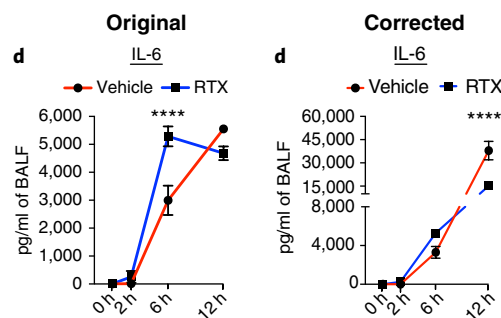 Original
d
IL-6
Vehicle RTX
pg/ml of BALF
6,000
5,000
4,000
3,000
2,000
1,000
0
****
0 h 2 h 6 h 12 h
Corrected
d
IL-6
Vehicle RTX
pg/ml of BALF
60,000
45,000
30,000
15,000
8,000
4,000
0
****
0 h 2 h 6 h 12 h